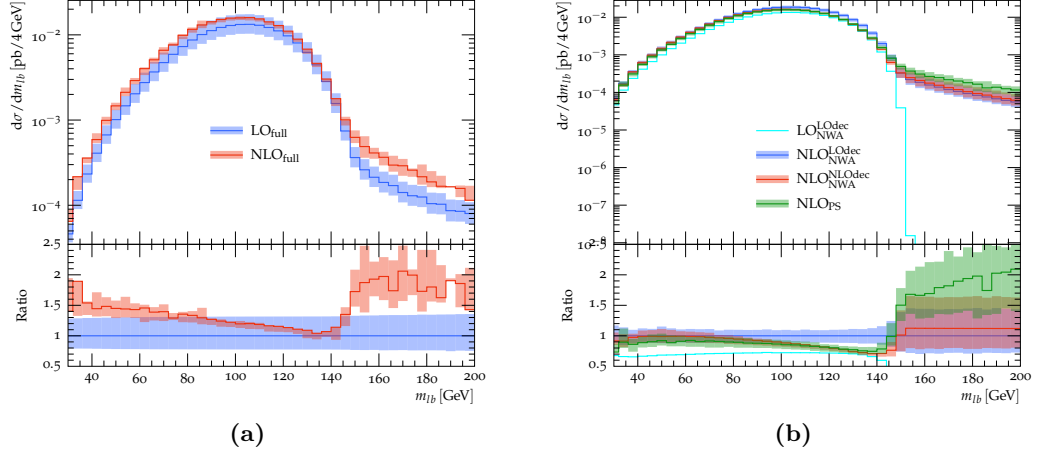 dσ/dm_lb [pb/4GeV]
10^−2
10^−3
10^−4
LO_full
NLO_full
2.5
2
1.5
1
0.5
Ratio
40 60 80 100 120 140 160 180 200
m_lb [GeV]
(a)
dσ/dm_lb [pb/4GeV]
10^−2
10^−3
10^−4
10^−5
10^−6
10^−7
LO_NWA^LOdec
NLO_NWA^LOdec
NLO_NWA^NLOdec
NLO_PS
2
1.5
1
0.5
Ratio
40 60 80 100 120 140 160 180 200
m_lb [GeV]
(b)